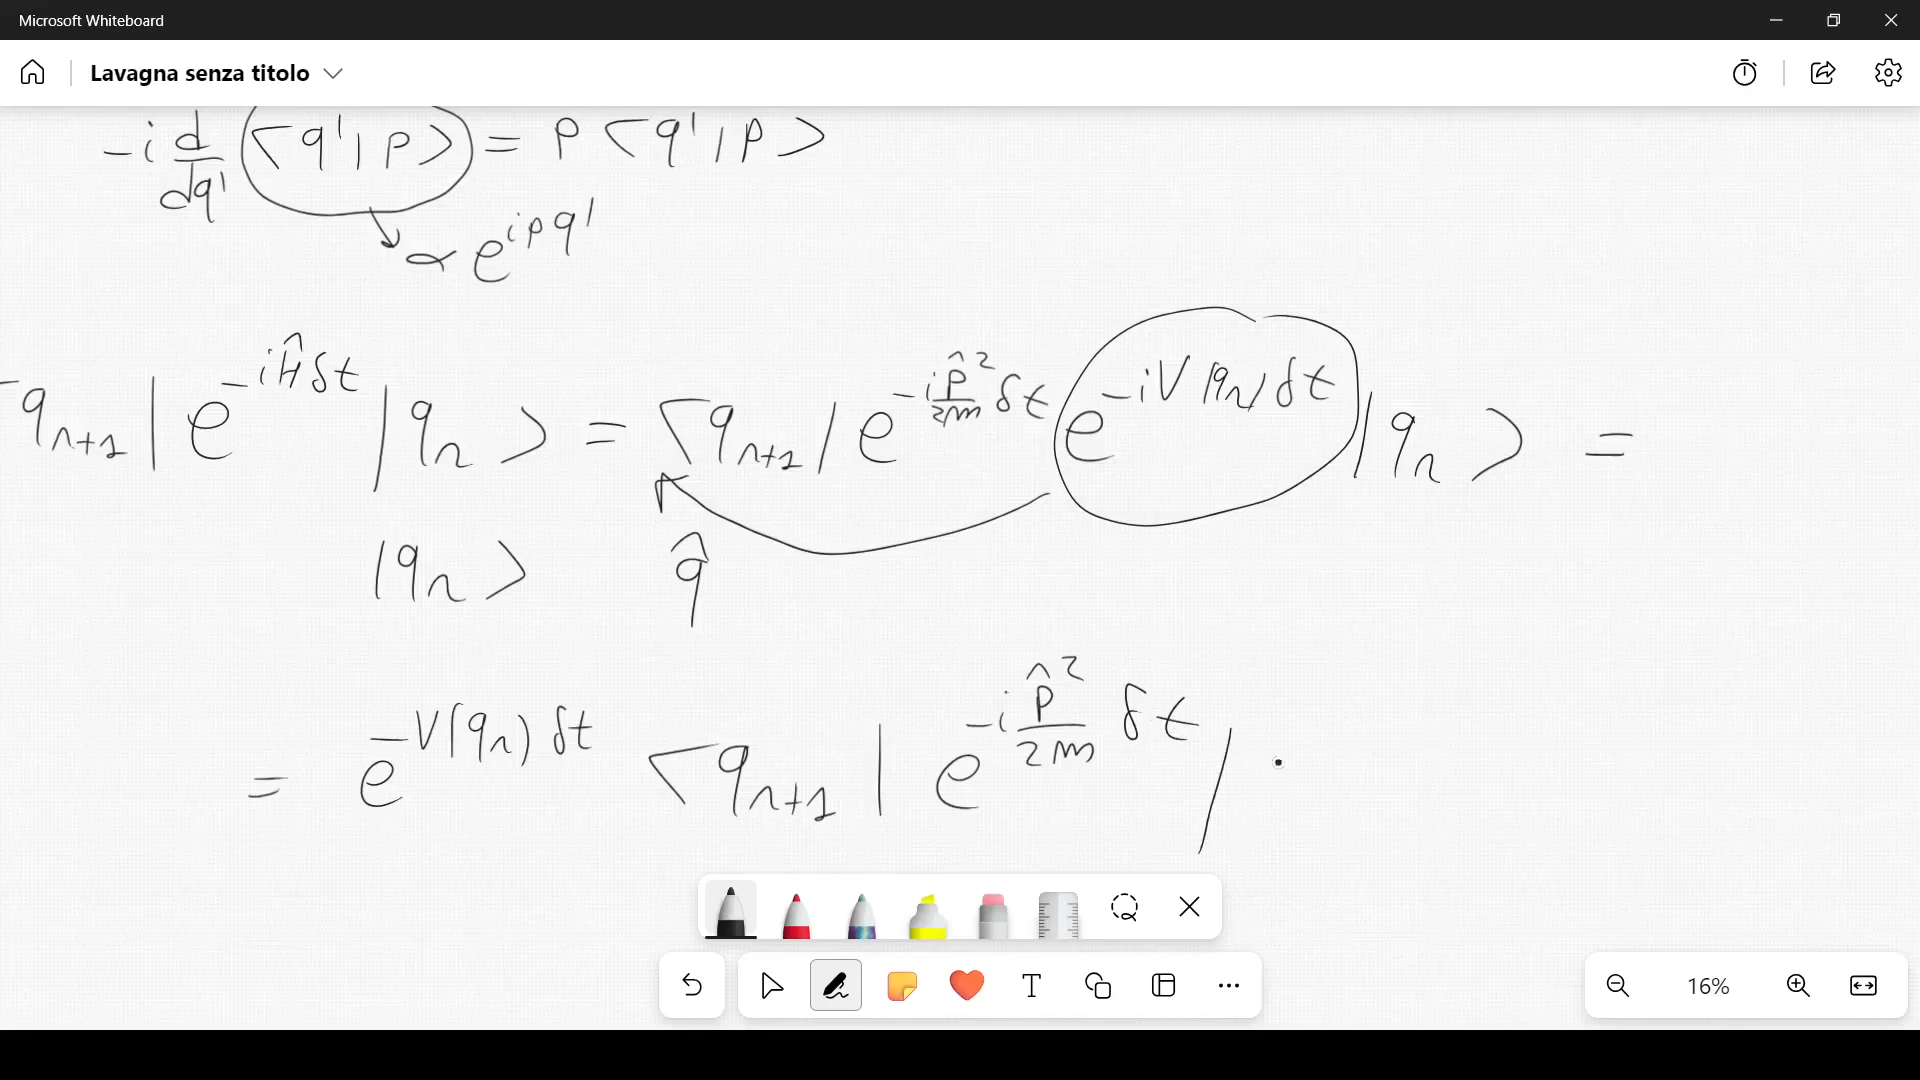 Microsoft Whiteboard
Lavagna senza titolo
-i d/dq' (<q'|p>) = p <q'|p>
∝ e^{ipq'}
q_{n+1}| e^{-iĤδt} |q_n> = <q_{n+1}| e^{-i p̂²/2m δt} e^{-iV(q_n)δt} |q_n> =
|q_n> q̂
= e^{-V(q_n)δt} <q_{n+1}| e^{-i p̂²/2m δt} |
16%